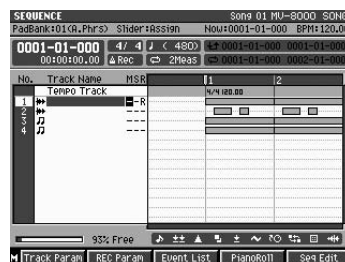 SEQUENCE Song 01 MV-8000 SONG
PadBank:01(A.Phrs) Slider:Assign Now:0001-01-000 BPM:120.0
0001-01-000 4/ 4 ♩ ( 480) 0001-01-000 0001-01-000
00:00:00.00 Rec 2Meas 0001-01-000 0002-01-000
No. Track Name MSR 1 2
Tempo Track 4/4 120.00
1 --R
2 ---
3 ---
4 ---
93% Free
M Track Param REC Param Event List PianoRoll Seq Edit